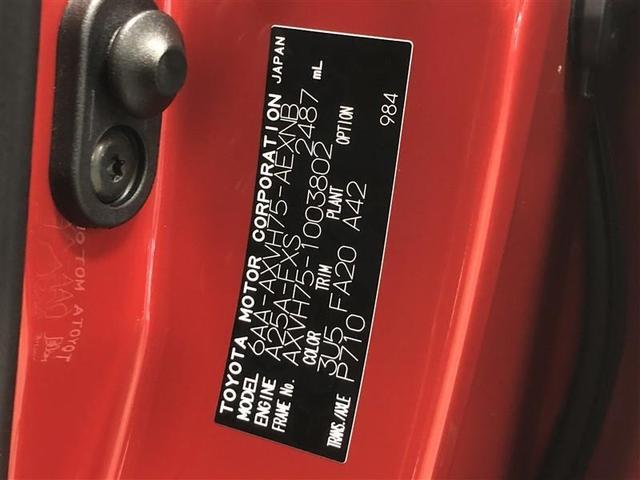 TOYOTA MOTOR CORPORATION JAPAN
MODEL 6AA-AXVH75-AEXNB
ENGINE A25A-FXS 2487 mL
FRAME No. AXVH75-1003802
COLOR TRIM PLANT OPTION
3U5 FA20 A42
TRANS./AXLE P710 984